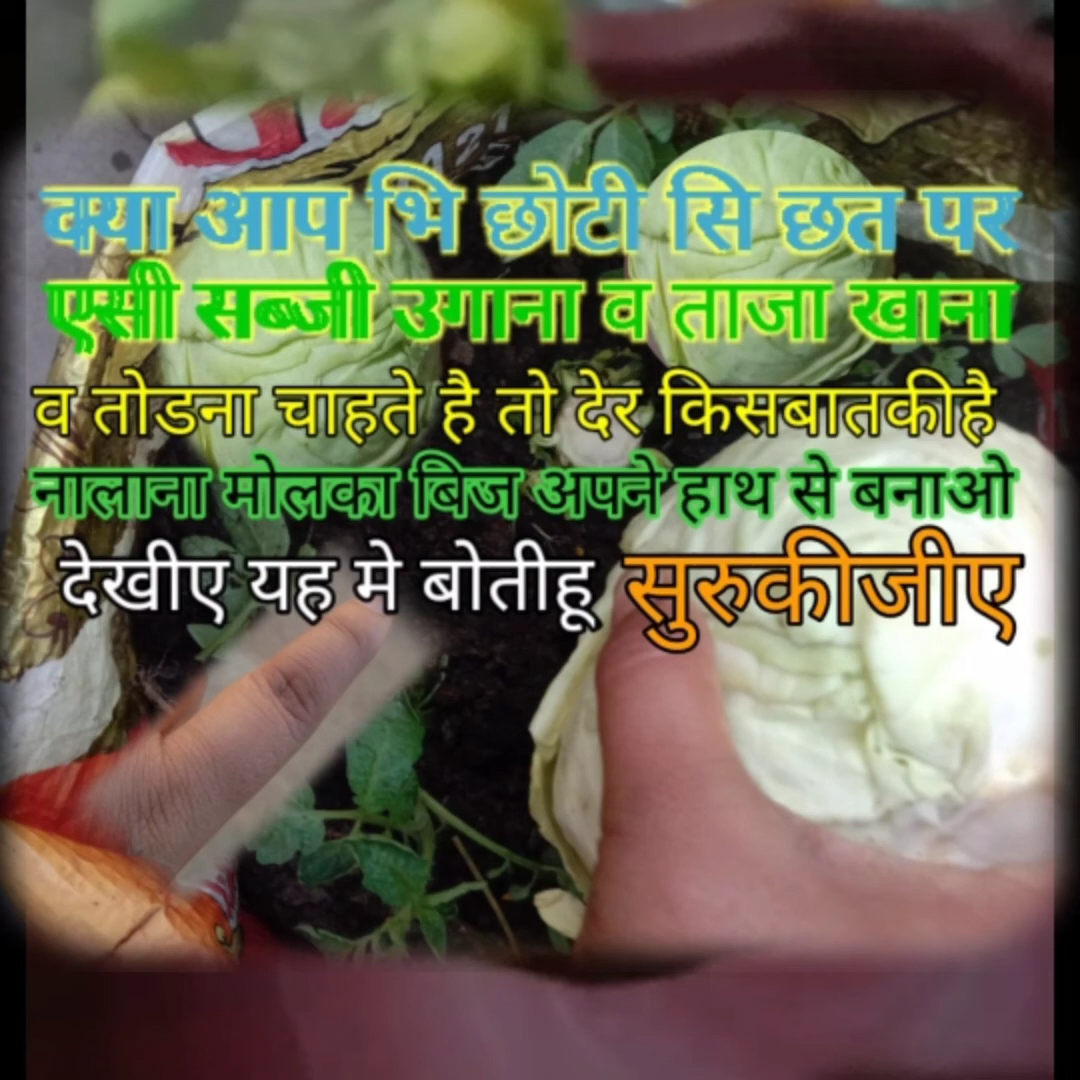 क्या आप भि छोटी सि छत पर
एसी सब्जी उगाना व ताजा खाना
व तोडना चाहते है तो देर किसबातकीहै
नालाना मोलका बिज अपने हाथ से बनाओ
देखीए यह मे बोतीहू सुरुकीजीए